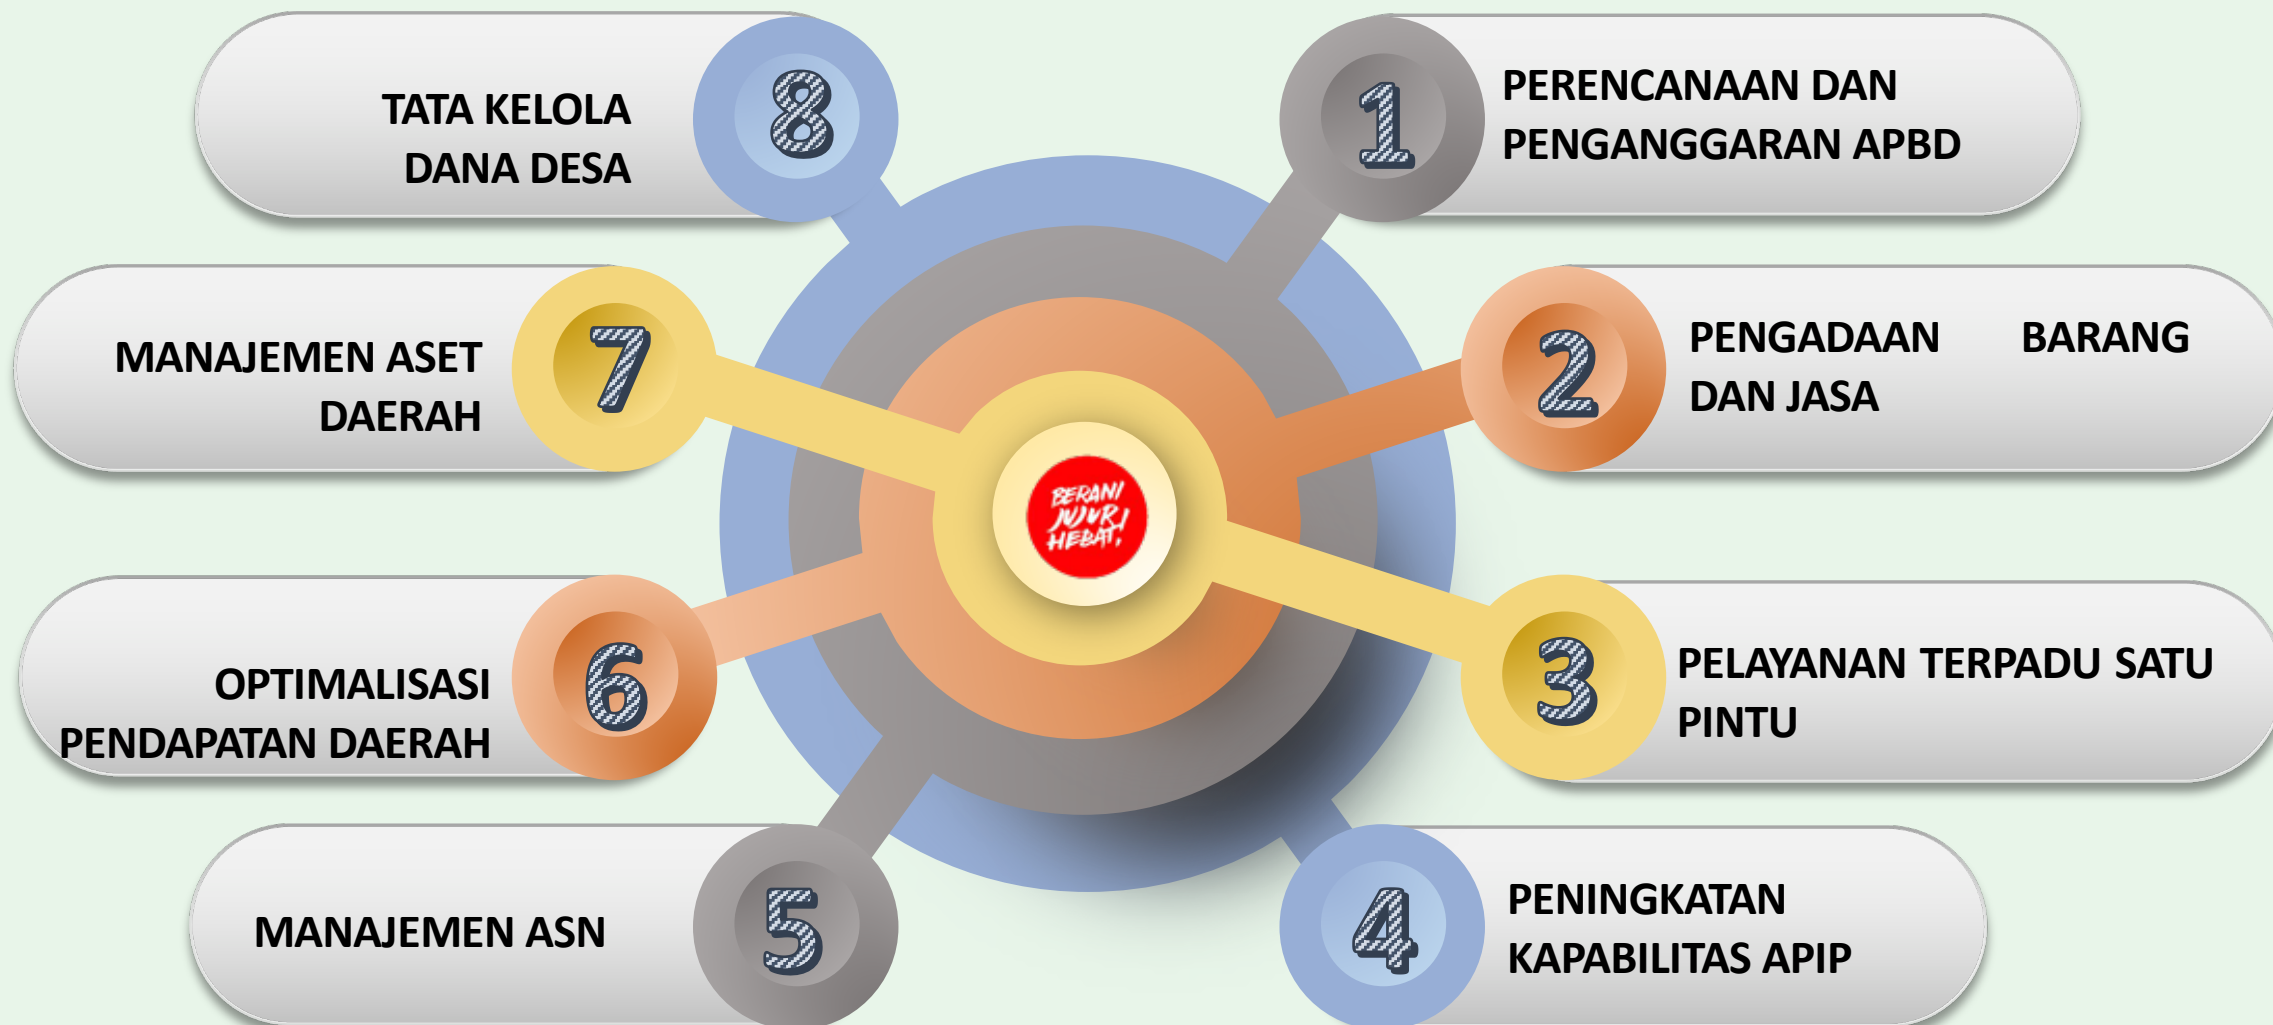 1
PERENCANAAN DAN
PENGANGGARAN APBD
2
PENGADAAN BARANG
DAN JASA
3
PELAYANAN TERPADU SATU
PINTU
4
PENINGKATAN
KAPABILITAS APIP
5
MANAJEMEN ASN
6
OPTIMALISASI
PENDAPATAN DAERAH
7
MANAJEMEN ASET
DAERAH
8
TATA KELOLA
DANA DESA
BERANI
JUJUR!
HEBAT!